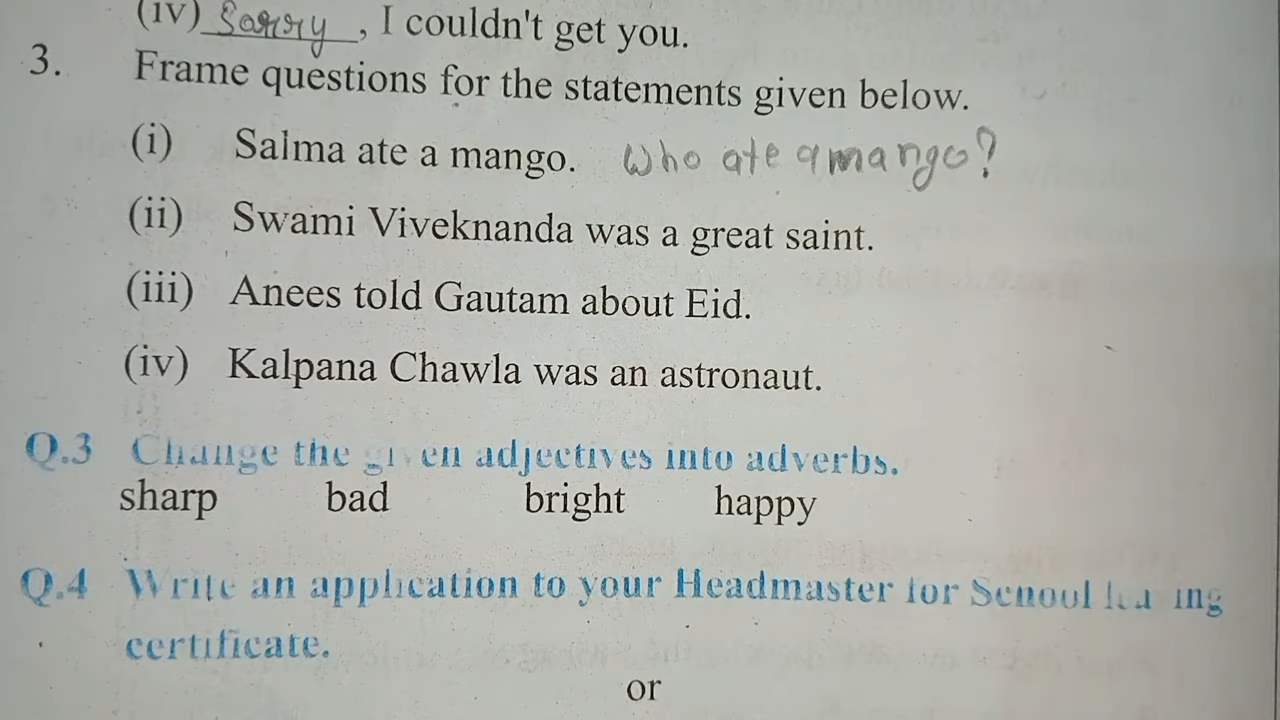 (iv) Sorry, I couldn't get you.
3. Frame questions for the statements given below.
(i) Salma ate a mango. Who ate a mango?
(ii) Swami Viveknanda was a great saint.
(iii) Anees told Gautam about Eid.
(iv) Kalpana Chawla was an astronaut.
Q.3 Change the given adjectives into adverbs.
sharp bad bright happy
Q.4 Write an application to your Headmaster for School leaving
certificate.
or